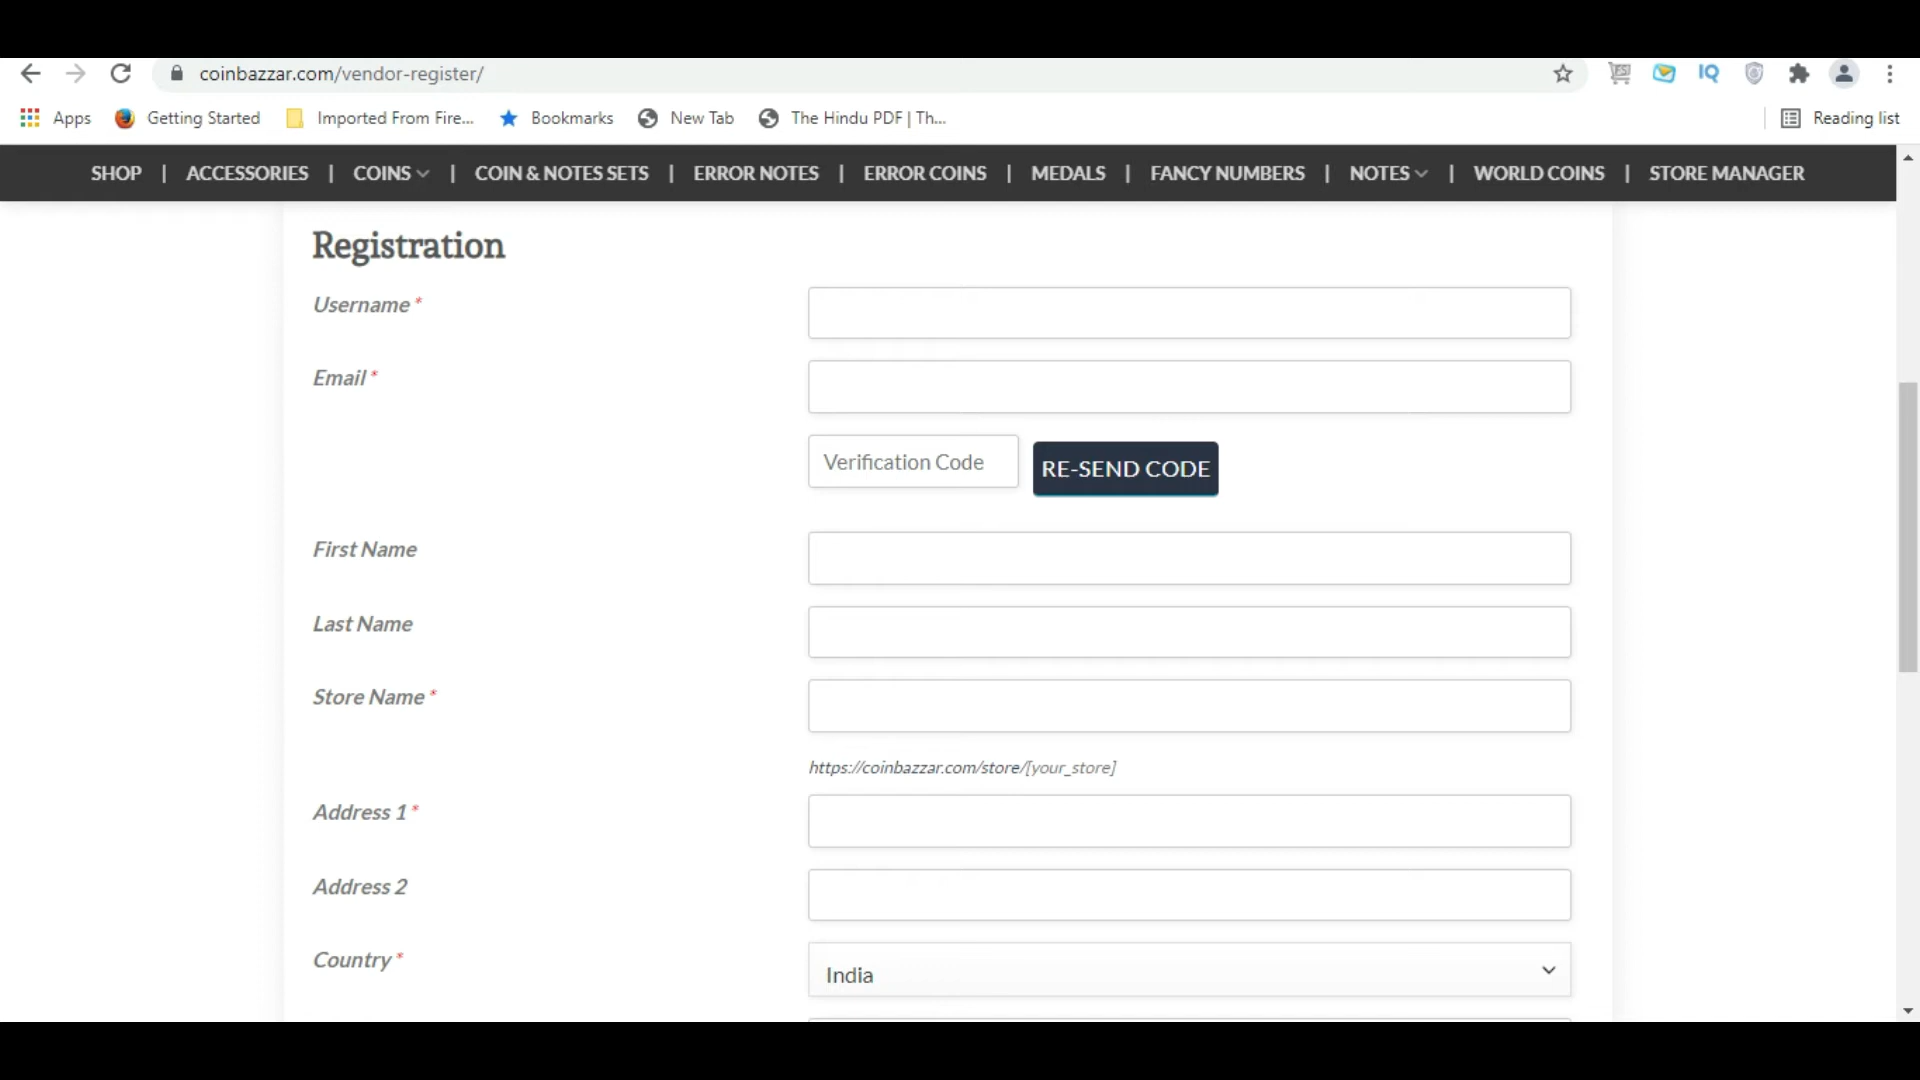 coinbazzar.com/vendor-register/
Apps Getting Started Imported From Fire... Bookmarks New Tab The Hindu PDF | Th... Reading list
SHOP | ACCESSORIES | COINS | COIN & NOTES SETS | ERROR NOTES | ERROR COINS | MEDALS | FANCY NUMBERS | NOTES | WORLD COINS | STORE MANAGER
Registration
Username *
Email *
Verification Code RE-SEND CODE
First Name
Last Name
Store Name *
https://coinbazzar.com/store/[your_store]
Address 1 *
Address 2
Country *
India